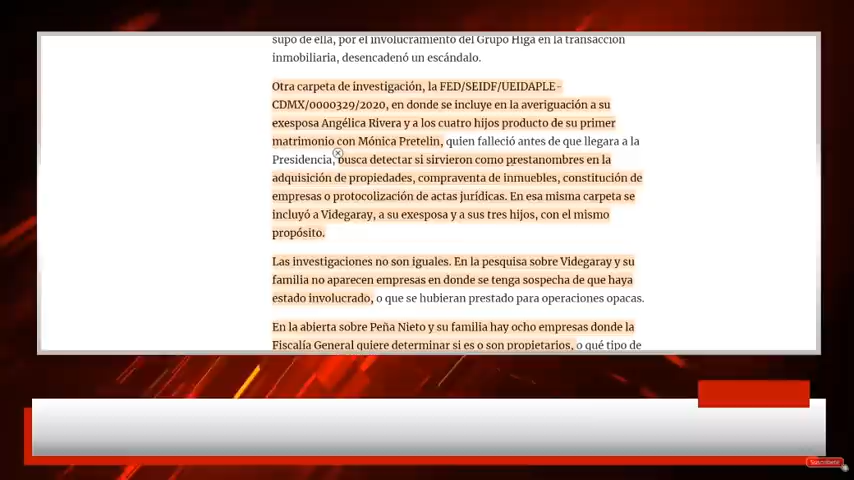 supo de ella, por el involucramiento del Grupo Higa en la transacción
inmobiliaria, desencadenó un escándalo.
Otra carpeta de investigación, la FED/SEIDF/UEIDAPLE-
CDMX/0000329/2020, en donde se incluye en la averiguación a su
exesposa Angélica Rivera y a los cuatro hijos producto de su primer
matrimonio con Mónica Pretelin, quien falleció antes de que llegara a la
Presidencia, busca detectar si sirvieron como prestanombres en la
adquisición de propiedades, compraventa de inmuebles, constitución de
empresas o protocolización de actas jurídicas. En esa misma carpeta se
incluyó a Videgaray, a su exesposa y a sus tres hijos, con el mismo
propósito.
Las investigaciones no son iguales. En la pesquisa sobre Videgaray y su
familia no aparecen empresas en donde se tenga sospecha de que haya
estado involucrado, o que se hubieran prestado para operaciones opacas.
En la abierta sobre Peña Nieto y su familia hay ocho empresas donde la
Fiscalía General quiere determinar si es o son propietarios, o qué tipo de
Suscríbete